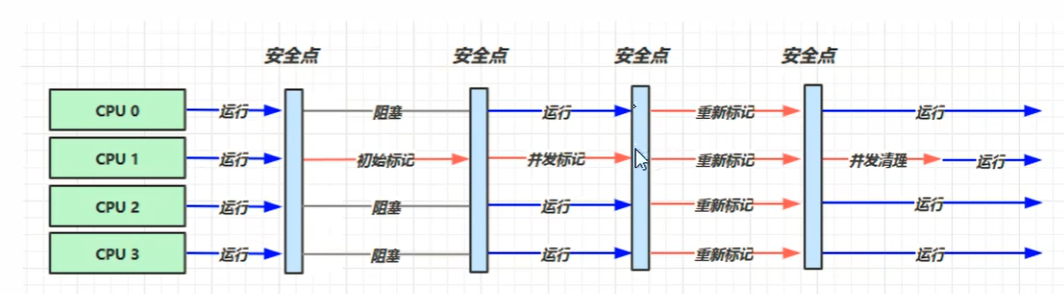 安全点 安全点 安全点 安全点
CPU 0 运行 阻塞 运行 重新标记 运行
CPU 1 运行 初始标记 并发标记 重新标记 并发清理 运行
CPU 2 运行 阻塞 运行 重新标记 运行
CPU 3 运行 阻塞 运行 重新标记 运行